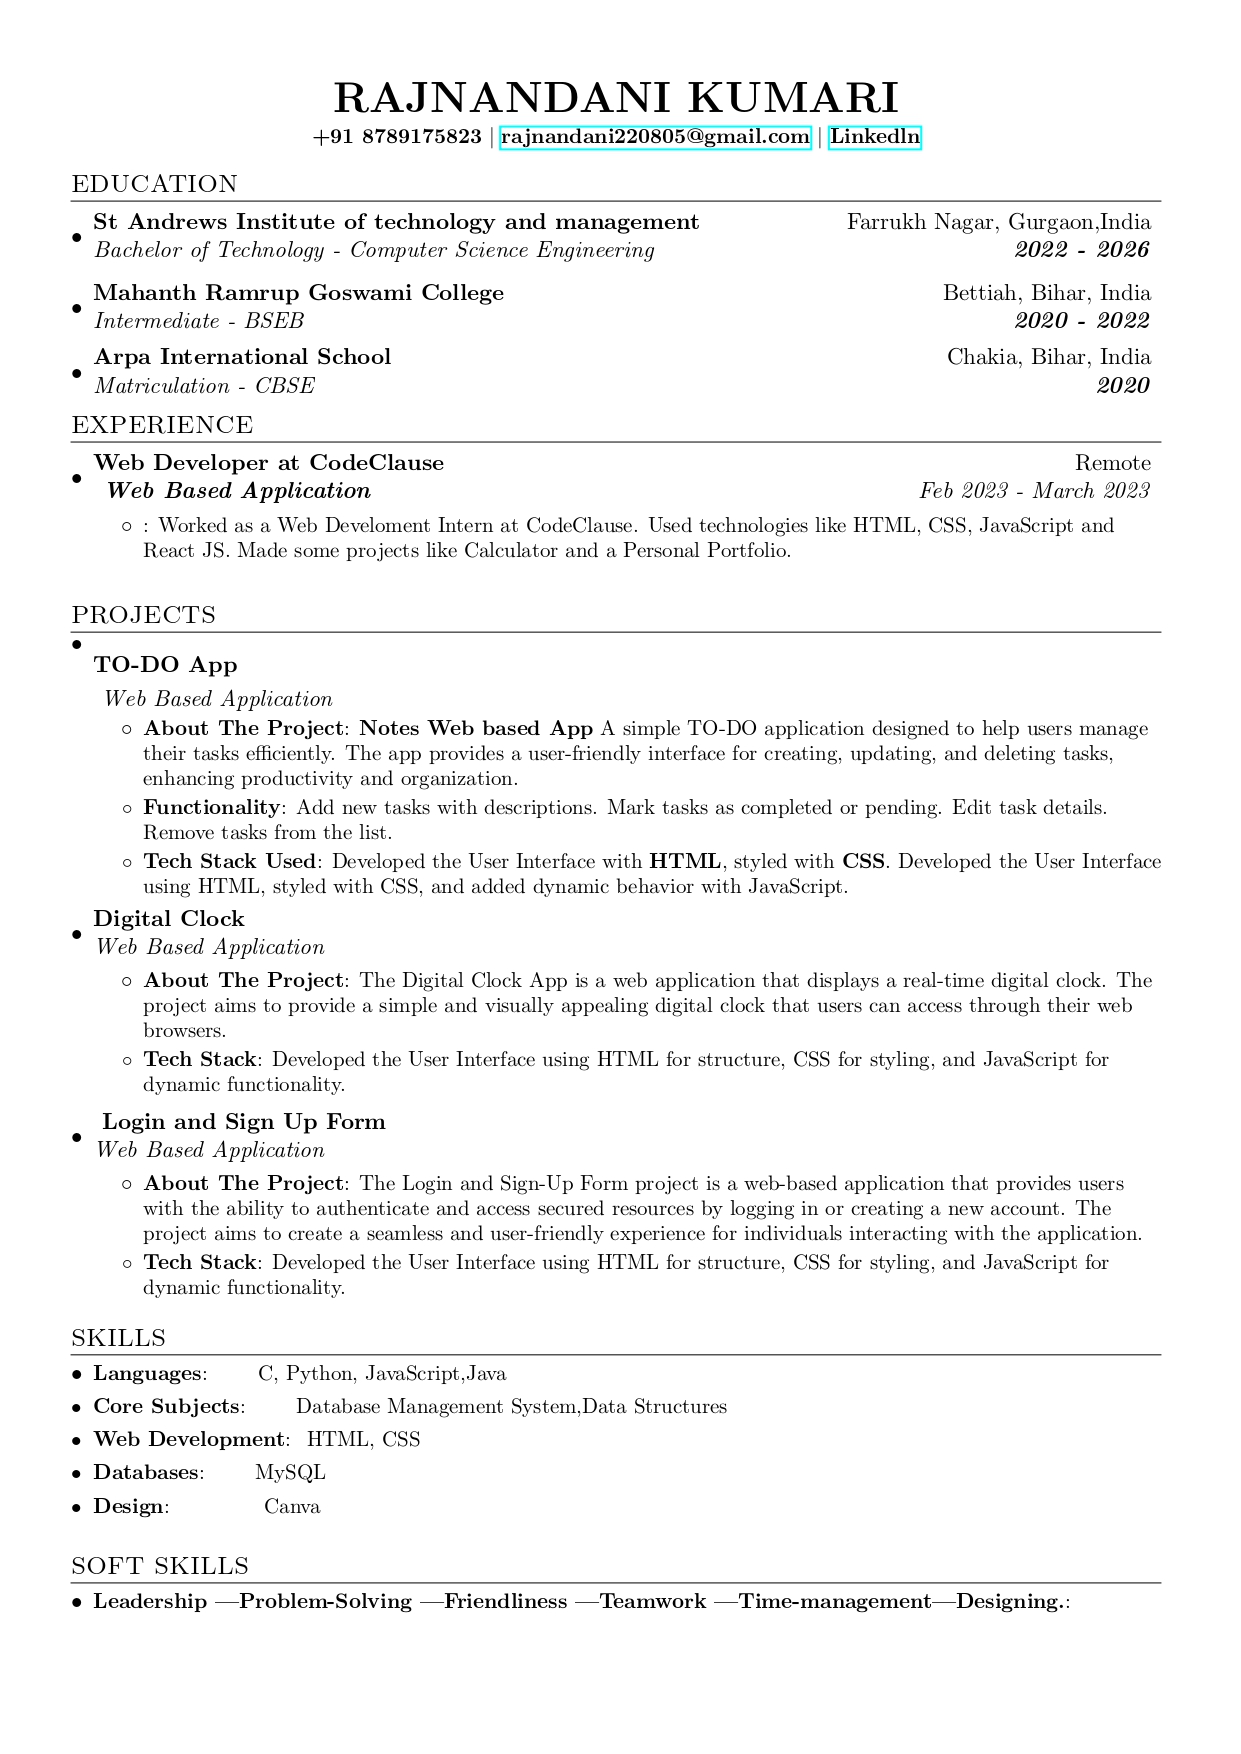 RAJNANDANI KUMARI
+91 8789175823 | rajnandani220805@gmail.com | Linkedln
EDUCATION
• St Andrews Institute of technology and management Farrukh Nagar, Gurgaon,India
Bachelor of Technology - Computer Science Engineering 2022 - 2026
• Mahanth Ramrup Goswami College Bettiah, Bihar, India
Intermediate - BSEB 2020 - 2022
• Arpa International School Chakia, Bihar, India
Matriculation - CBSE 2020
EXPERIENCE
• Web Developer at CodeClause Remote
Web Based Application Feb 2023 - March 2023
○ : Worked as a Web Develoment Intern at CodeClause. Used technologies like HTML, CSS, JavaScript and
React JS. Made some projects like Calculator and a Personal Portfolio.
PROJECTS
•
TO-DO App
Web Based Application
○ About The Project: Notes Web based App A simple TO-DO application designed to help users manage
their tasks efficiently. The app provides a user-friendly interface for creating, updating, and deleting tasks,
enhancing productivity and organization.
○ Functionality: Add new tasks with descriptions. Mark tasks as completed or pending. Edit task details.
Remove tasks from the list.
○ Tech Stack Used: Developed the User Interface with HTML, styled with CSS. Developed the User Interface
using HTML, styled with CSS, and added dynamic behavior with JavaScript.
• Digital Clock
Web Based Application
○ About The Project: The Digital Clock App is a web application that displays a real-time digital clock. The
project aims to provide a simple and visually appealing digital clock that users can access through their web
browsers.
○ Tech Stack: Developed the User Interface using HTML for structure, CSS for styling, and JavaScript for
dynamic functionality.
• Login and Sign Up Form
Web Based Application
○ About The Project: The Login and Sign-Up Form project is a web-based application that provides users
with the ability to authenticate and access secured resources by logging in or creating a new account. The
project aims to create a seamless and user-friendly experience for individuals interacting with the application.
○ Tech Stack: Developed the User Interface using HTML for structure, CSS for styling, and JavaScript for
dynamic functionality.
SKILLS
• Languages: C, Python, JavaScript,Java
• Core Subjects: Database Management System,Data Structures
• Web Development: HTML, CSS
• Databases: MySQL
• Design: Canva
SOFT SKILLS
• Leadership —Problem-Solving —Friendliness —Teamwork —Time-management—Designing.: